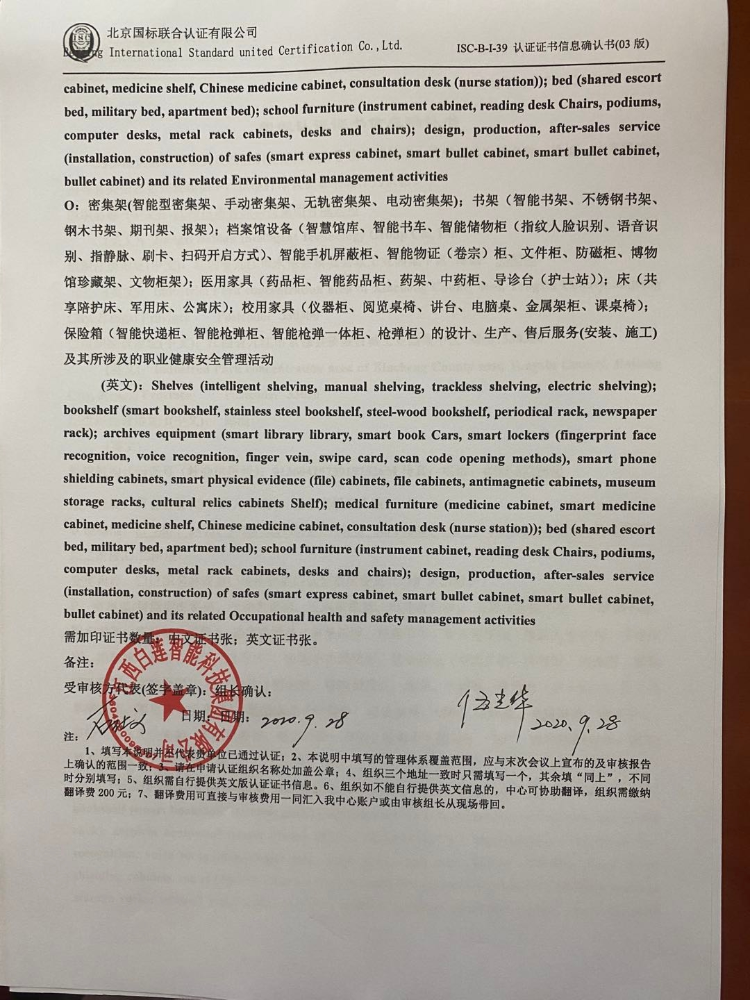 北京国标联合认证有限公司
Beijing International Standard united Certification Co.,Ltd.
ISC-B-I-39 认证证书信息确认书(03 版)
cabinet, medicine shelf, Chinese medicine cabinet, consultation desk (nurse station)); bed (shared escort
bed, military bed, apartment bed); school furniture (instrument cabinet, reading desk Chairs, podiums,
computer desks, metal rack cabinets, desks and chairs); design, production, after-sales service
(installation, construction) of safes (smart express cabinet, smart bullet cabinet, smart bullet cabinet,
bullet cabinet) and its related Environmental management activities
O：密集架(智能型密集架、手动密集架、无轨密集架、电动密集架)；书架（智能书架、不锈钢书架、
钢木书架、期刊架、报架）；档案馆设备（智慧馆库、智能书车、智能储物柜（指纹人脸识别、语音识
别、指静脉、刷卡、扫码开启方式）、智能手机屏蔽柜、智能物证（卷宗）柜、文件柜、防磁柜、博物
馆珍藏架、文物柜架）；医用家具（药品柜、智能药品柜、药架、中药柜、导诊台（护士站））；床（共
享陪护床、军用床、公寓床）；校用家具（仪器柜、阅览桌椅、讲台、电脑桌、金属架柜、课桌椅）；
保险箱（智能快递柜、智能枪弹柜、智能枪弹一体柜、枪弹柜）的设计、生产、售后服务(安装、施工)
及其所涉及的职业健康安全管理活动
(英文)：Shelves (intelligent shelving, manual shelving, trackless shelving, electric shelving);
bookshelf (smart bookshelf, stainless steel bookshelf, steel-wood bookshelf, periodical rack, newspaper
rack); archives equipment (smart library library, smart book Cars, smart lockers (fingerprint face
recognition, voice recognition, finger vein, swipe card, scan code opening methods), smart phone
shielding cabinets, smart physical evidence (file) cabinets, file cabinets, antimagnetic cabinets, museum
storage racks, cultural relics cabinets Shelf); medical furniture (medicine cabinet, smart medicine
cabinet, medicine shelf, Chinese medicine cabinet, consultation desk (nurse station)); bed (shared escort
bed, military bed, apartment bed); school furniture (instrument cabinet, reading desk Chairs, podiums,
computer desks, metal rack cabinets, desks and chairs); design, production, after-sales service
(installation, construction) of safes (smart express cabinet, smart bullet cabinet, smart bullet cabinet,
bullet cabinet) and its related Occupational health and safety management activities
需加印证书数量：中文证书张；英文证书张。
备注：
受审核方代表(签字盖章)：组长确认：
江西白莲智能科技集团有限公司
伍建华
日期：日期：2020.9.28
2020.9.28
注：
1、填写本说明并不代表贵单位已通过认证；2、本说明中填写的管理体系覆盖范围，应与末次会议上宣布的及审核报告
上确认的范围一致；3、请在申请认证组织名称处加盖公章；4、组织三个地址一致时只需填写一个，其余填“同上”，不同
时分别填写；5、组织需自行提供英文版认证证书信息。6、组织如不能自行提供英文信息的，中心可协助翻译，组织需缴纳
翻译费 200 元；7、翻译费用可直接与审核费用一同汇入我中心账户或由审核组长从现场带回。